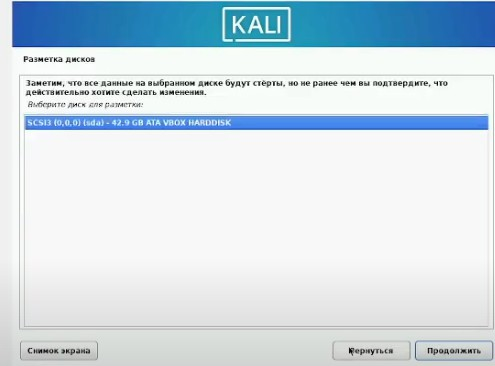 KALI
Разметка дисков
Заметим, что все данные на выбранном диске будут стёрты, но не ранее чем вы подтвердите, что
действительно хотите сделать изменения.
Выберите диск для разметки:
SCSI3 (0,0,0) (sda) - 42.9 GB ATA VBOX HARDDISK
Снимок экрана
Вернуться
Продолжить